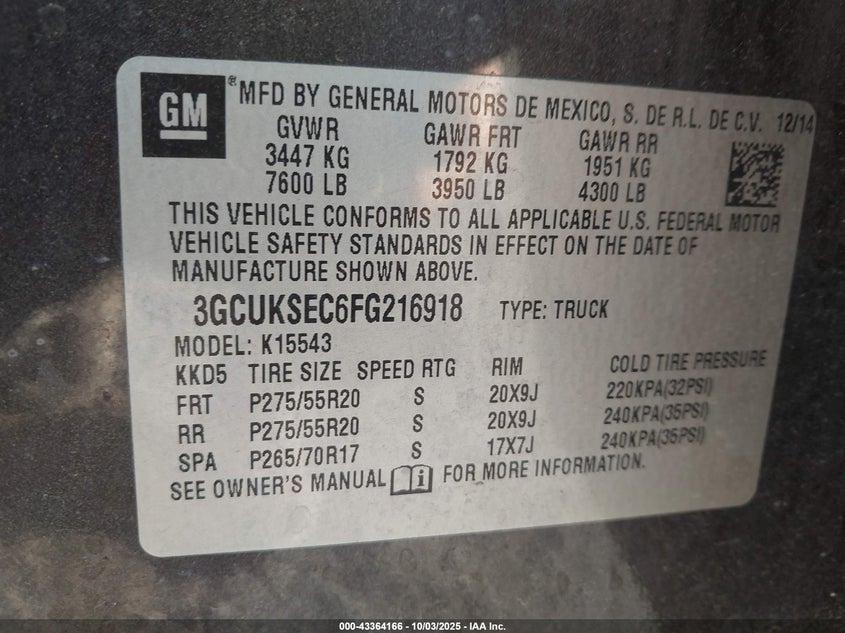 GM ® MFD BY GENERAL MOTORS DE MEXICO, S. DE R.L. DE C.V. 12/14
GVWR GAWR FRT GAWR RR
3447 KG 1792 KG 1951 KG
7600 LB 3950 LB 4300 LB
THIS VEHICLE CONFORMS TO ALL APPLICABLE U.S. FEDERAL MOTOR
VEHICLE SAFETY STANDARDS IN EFFECT ON THE DATE OF
MANUFACTURE SHOWN ABOVE.
3GCUKSEC6FG216918 TYPE: TRUCK
MODEL: K15543
KKD5 TIRE SIZE SPEED RTG RIM COLD TIRE PRESSURE
FRT P275/55R20 S 20X9J 220KPA(32PSI)
RR P275/55R20 S 20X9J 240KPA(35PSI)
SPA P265/70R17 S 17X7J 240KPA(35PSI)
SEE OWNER'S MANUAL i FOR MORE INFORMATION.
000-43364166 - 10/03/2025 - IAA Inc.